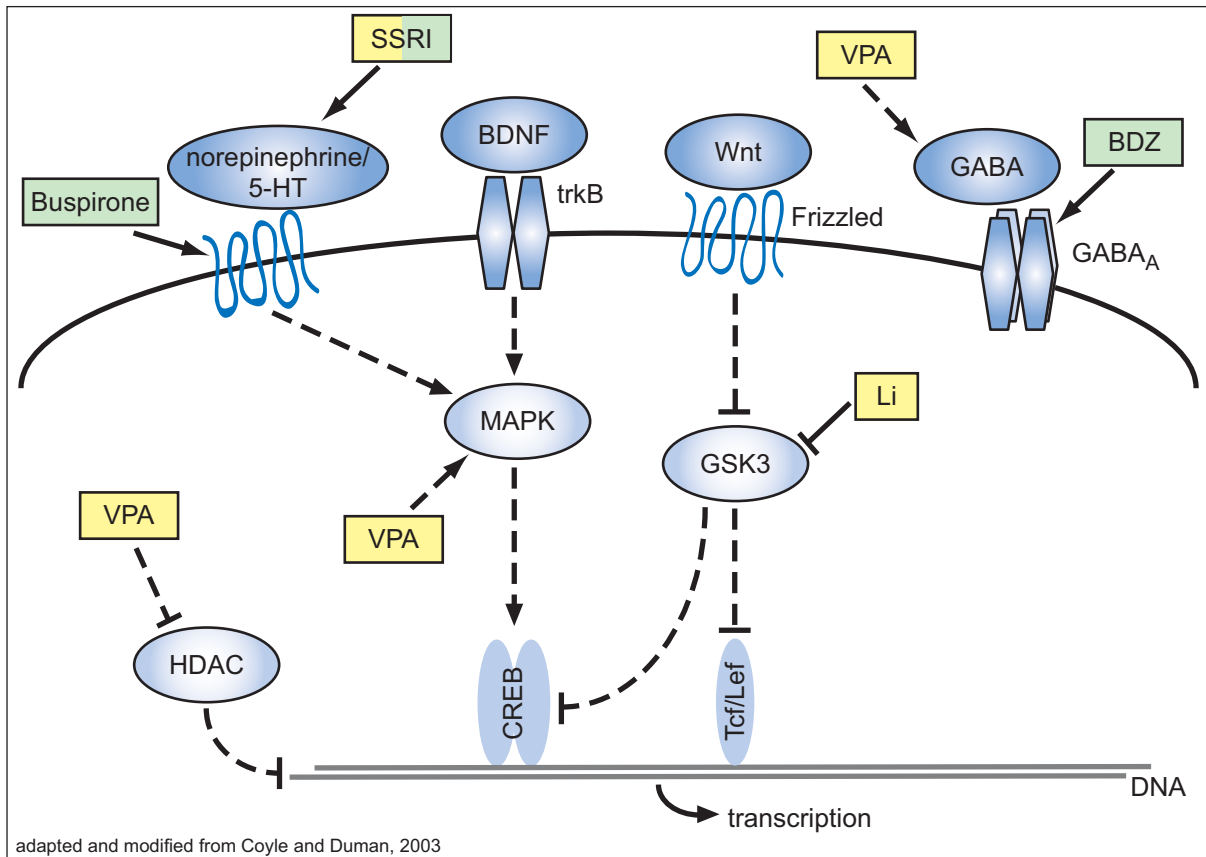 SSRI
VPA
norepinephrine/
5-HT
BDNF
Wnt
GABA
BDZ
Buspirone
trkB
Frizzled
GABAA
MAPK
Li
GSK3
VPA
VPA
HDAC
CREB
Tcf/Lef
DNA
transcription
adapted and modified from Coyle and Duman, 2003